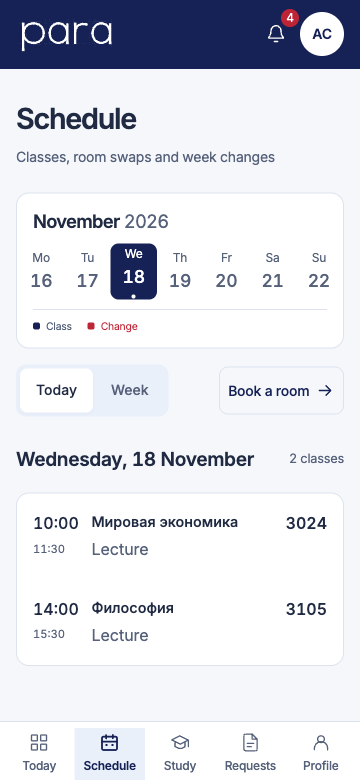 para
4
AC
Schedule
Classes, room swaps and week changes
November 2026
Mo Tu We Th Fr Sa Su
16 17 18 19 20 21 22
Class Change
Today Week Book a room →
Wednesday, 18 November 2 classes
10:00 Мировая экономика 3024
11:30 Lecture
14:00 Философия 3105
15:30 Lecture
Today Schedule Study Requests Profile